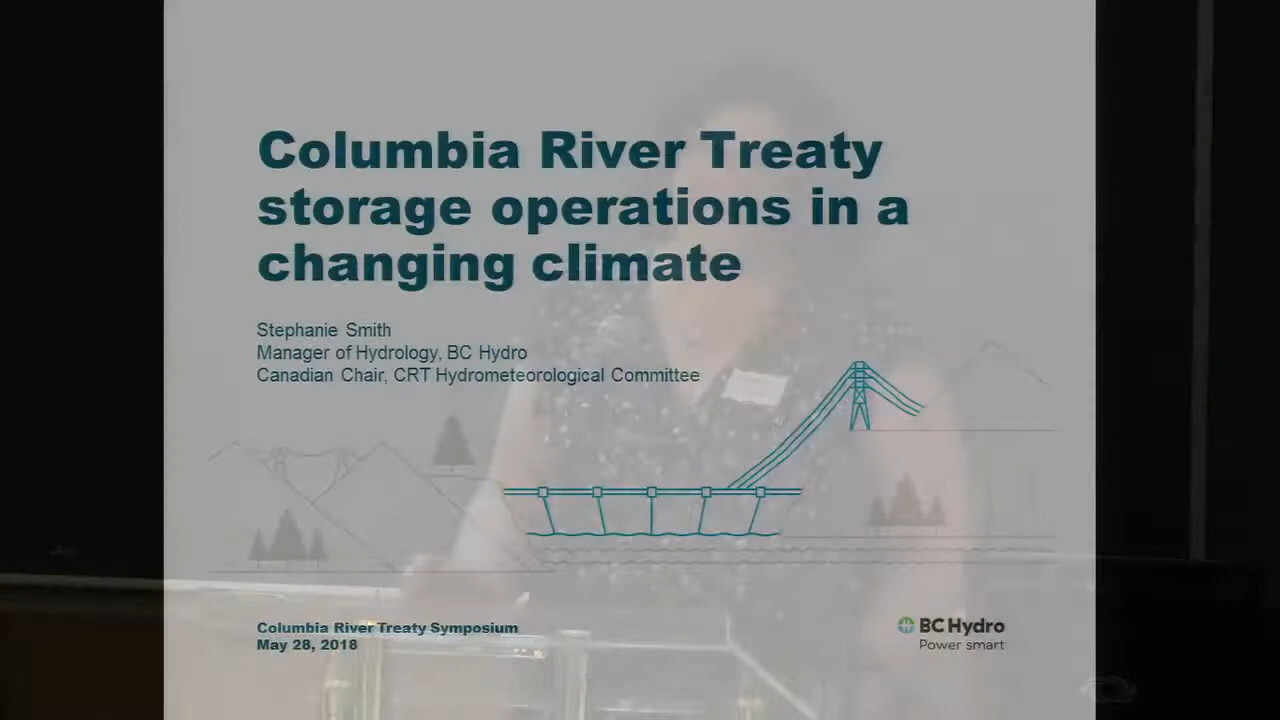 Columbia River Treaty
storage operations in a
changing climate
Stephanie Smith
Manager of Hydrology, BC Hydro
Canadian Chair, CRT Hydrometeorological Committee
Columbia River Treaty Symposium
May 28, 2018
BC Hydro
Power smart